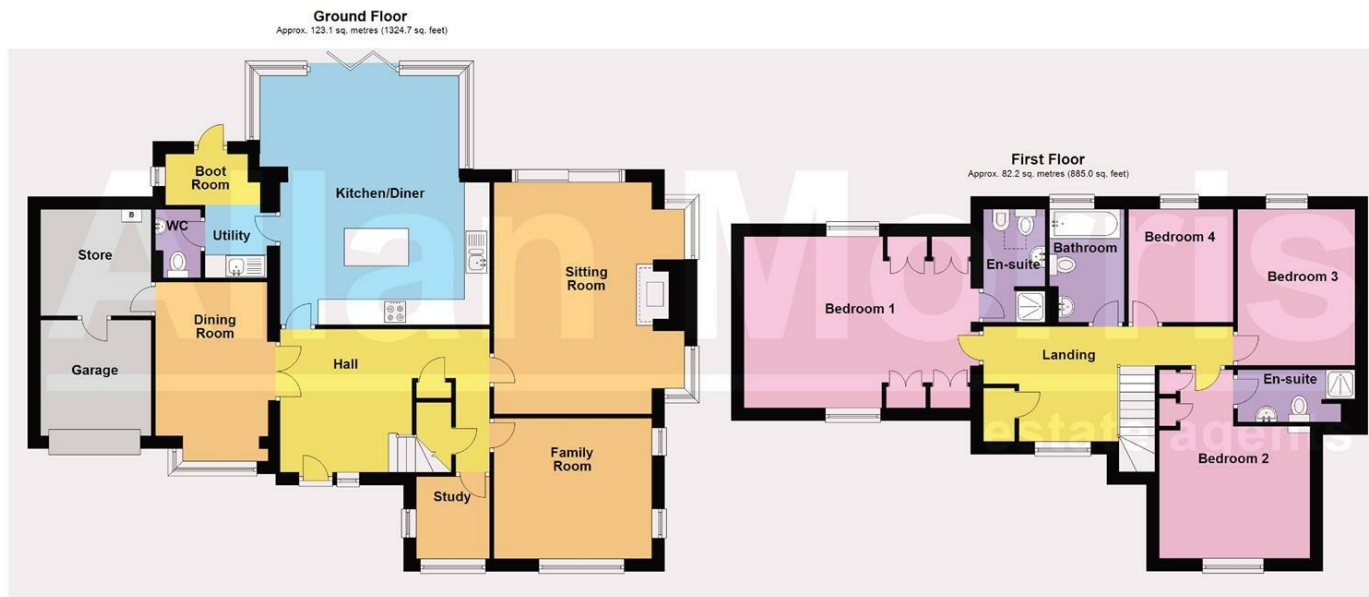 Ground Floor
Approx. 123.1 sq. metres (1324.7 sq. feet)
First Floor
Approx. 82.2 sq. metres (885.0 sq. feet)
Boot
Room
Kitchen/Diner
WC
Utility
B
Store
Sitting
Room
Dining
Room
Garage
Hall
Family
Room
Study
En-suite
Bathroom
Bedroom 4
Bedroom 3
Bedroom 1
Landing
En-suite
Bedroom 2
Allan Morris
estate agents